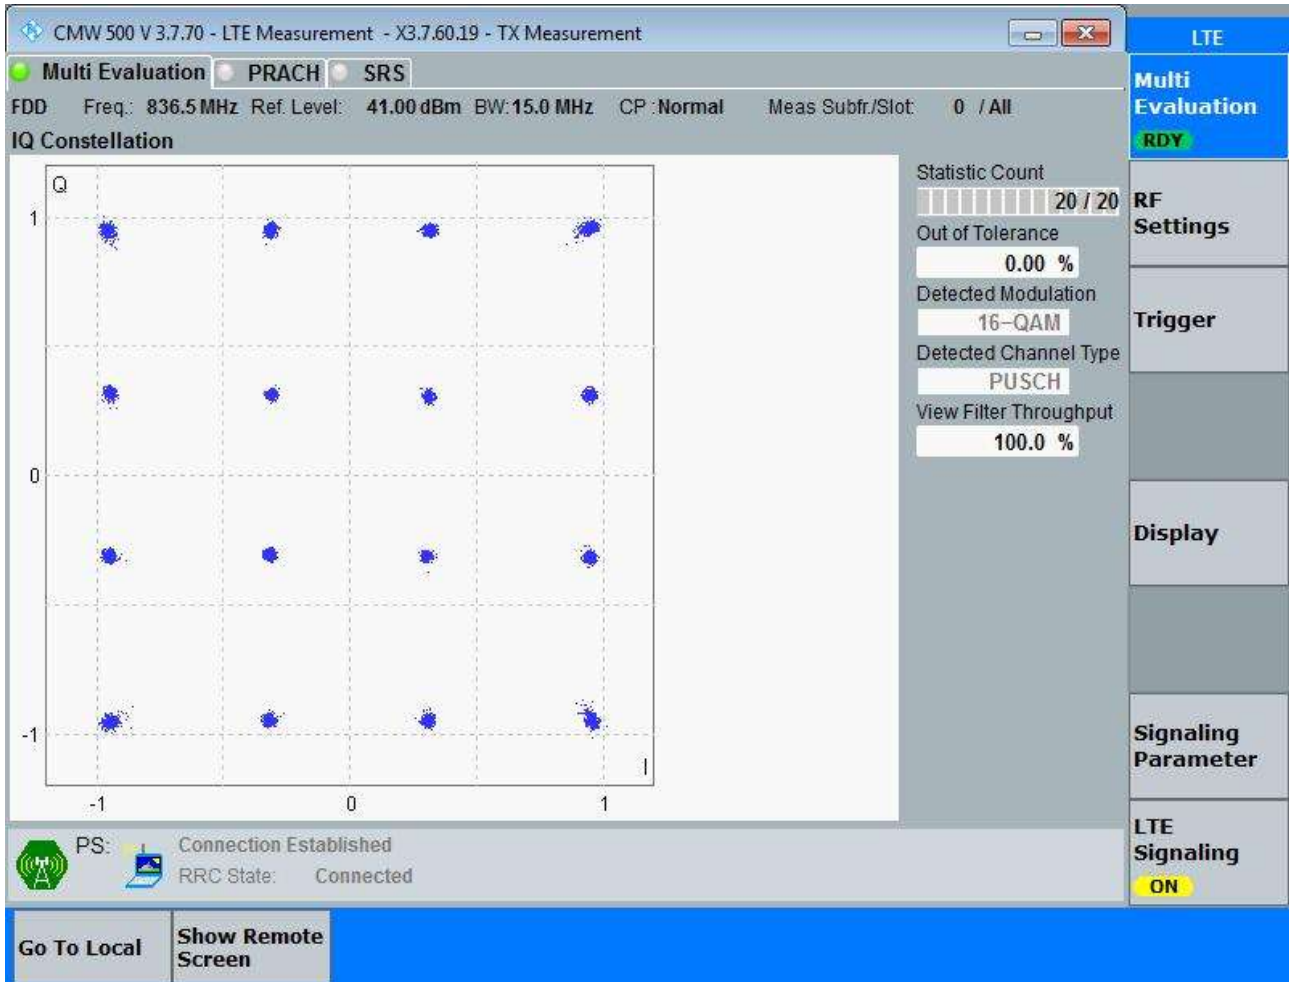 CMW 500 V 3.7.70 - LTE Measurement - X3.7.60.19 - TX Measurement
LTE
Multi Evaluation PRACH SRS
Multi
Evaluation
RDY
FDD Freq.: 836.5 MHz Ref. Level: 41.00 dBm BW: 15.0 MHz CP : Normal Meas Subfr./Slot: 0 / All
IQ Constellation
Q
1
0
-1
I
-1 0 1
Statistic Count
20 / 20
Out of Tolerance
0.00 %
Detected Modulation
16-QAM
Detected Channel Type
PUSCH
View Filter Throughput
100.0 %
RF
Settings
Trigger
Display
Signaling
Parameter
LTE
Signaling
ON
PS: Connection Established
RRC State: Connected
Go To Local
Show Remote
Screen